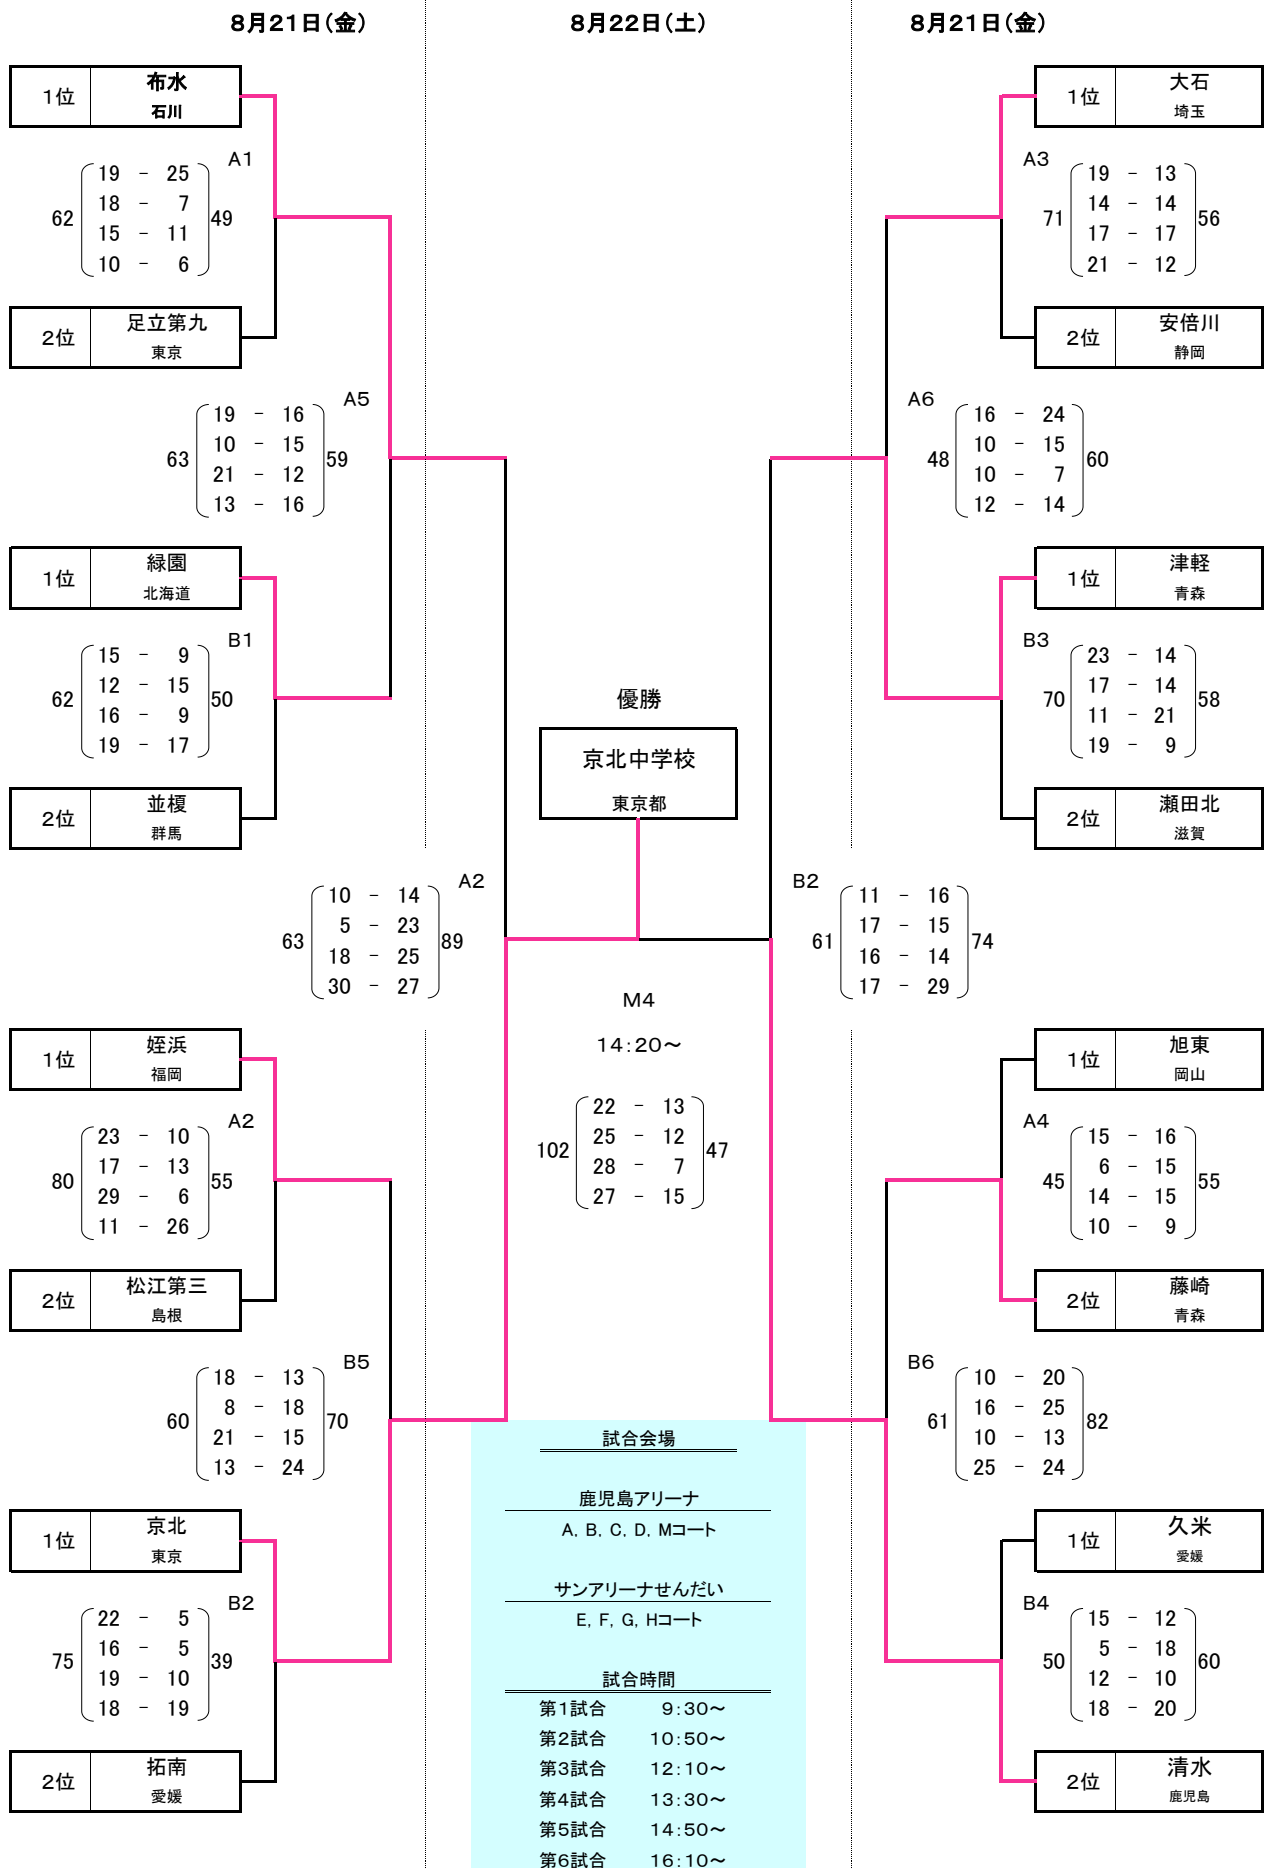 8月21日(金)
8月22日(土)
8月21日(金)
1位
布水
石川
A1
62
19 - 25
18 - 7
15 - 11
10 - 6
49
2位
足立第九
東京
A5
63
19 - 16
10 - 15
21 - 12
13 - 16
59
1位
緑園
北海道
B1
62
15 - 9
12 - 15
16 - 9
19 - 17
50
2位
並榎
群馬
A2
63
10 - 14
5 - 23
18 - 25
30 - 27
89
1位
姪浜
福岡
A2
80
23 - 10
17 - 13
29 - 6
11 - 26
55
2位
松江第三
島根
B5
60
18 - 13
8 - 18
21 - 15
13 - 24
70
1位
京北
東京
B2
75
22 - 5
16 - 5
19 - 10
18 - 19
39
2位
拓南
愛媛
優勝
京北中学校
東京都
M4
14:20～
102
22 - 13
25 - 12
28 - 7
27 - 15
47
試合会場
鹿児島アリーナ
A, B, C, D, Mコート
サンアリーナせんだい
E, F, G, Hコート
試合時間
第1試合 9:30～
第2試合 10:50～
第3試合 12:10～
第4試合 13:30～
第5試合 14:50～
第6試合 16:10～
1位
大石
埼玉
A3
71
19 - 13
14 - 14
17 - 17
21 - 12
56
2位
安倍川
静岡
A6
48
16 - 24
10 - 15
10 - 7
12 - 14
60
1位
津軽
青森
B3
70
23 - 14
17 - 14
11 - 21
19 - 9
58
2位
瀬田北
滋賀
B2
61
11 - 16
17 - 15
16 - 14
17 - 29
74
1位
旭東
岡山
A4
45
15 - 16
6 - 15
14 - 15
10 - 9
55
2位
藤崎
青森
B6
61
10 - 20
16 - 25
10 - 13
25 - 24
82
1位
久米
愛媛
B4
50
15 - 12
5 - 18
12 - 10
18 - 20
60
2位
清水
鹿児島